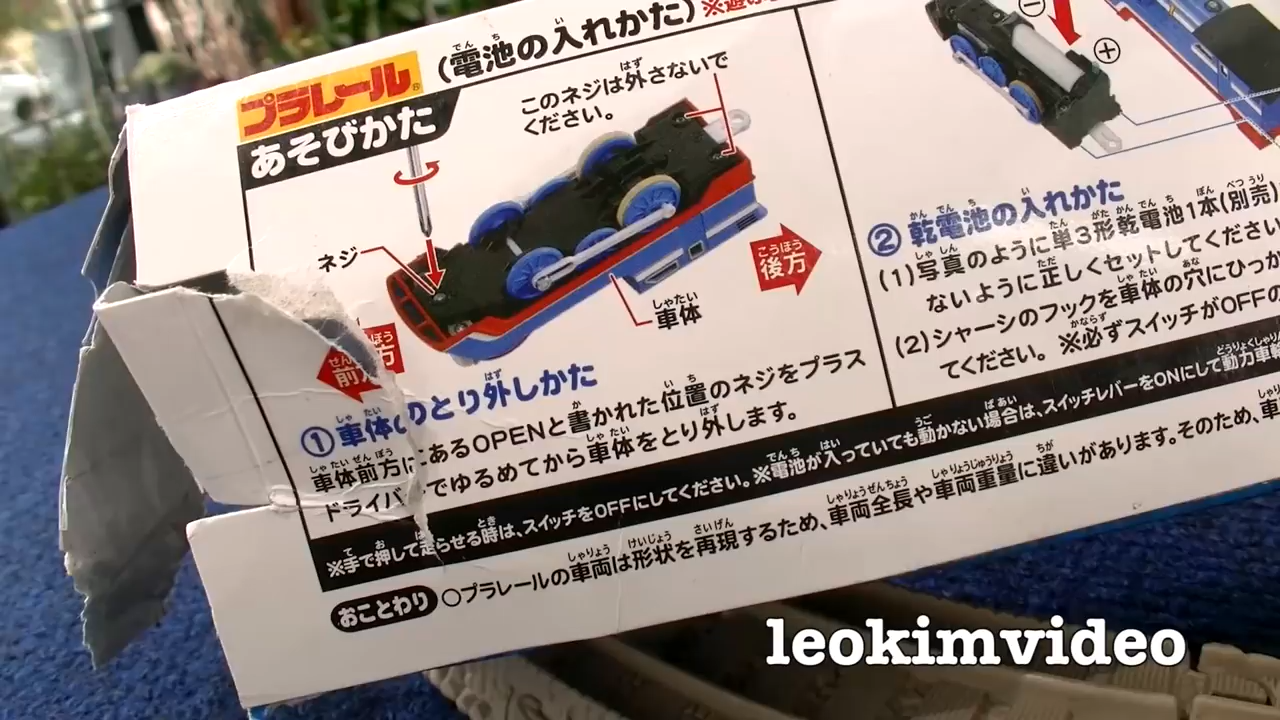 プラレール
(電池の入れかた)
あそびかた
このネジは外さないで
ください。
ネジ
後方
車体
前方
①車体のとり外しかた
車体前方にあるOPENと書かれた位置のネジをプラス
ドライバーでゆるめてから車体をとり外します。
⊖
⊕
②乾電池の入れかた
(1)写真のように単3形乾電池1本(別売)
ないように正しくセットしてください
(2)シャーシのフックを車体の穴にひっか
てください。※必ずスイッチがOFFの
※手で押して走らせる時は、スイッチをOFFにしてください。※電池が入っていても動かない場合は、スイッチレバーをONにして動力車輪
おことわり ○プラレールの車両は形状を再現するため、車両全長や車両重量に違いがあります。そのため、車
leokimvideo